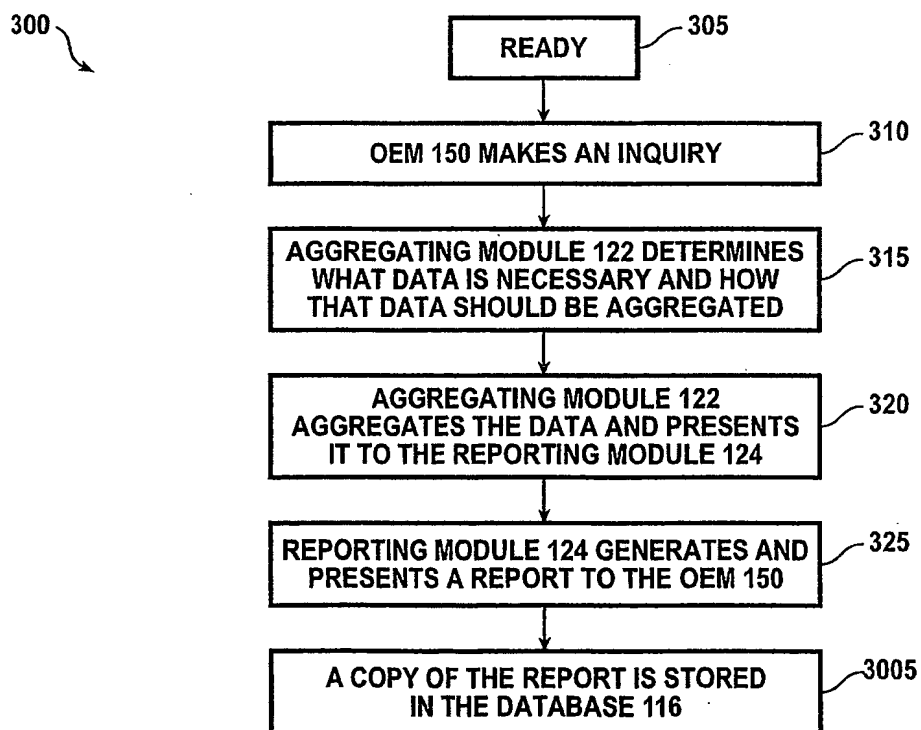 300
READY
305
OEM 150 MAKES AN INQUIRY
310
AGGREGATING MODULE 122 DETERMINES
WHAT DATA IS NECESSARY AND HOW
THAT DATA SHOULD BE AGGREGATED
315
AGGREGATING MODULE 122
AGGREGATES THE DATA AND PRESENTS
IT TO THE REPORTING MODULE 124
320
REPORTING MODULE 124 GENERATES AND
PRESENTS A REPORT TO THE OEM 150
325
A COPY OF THE REPORT IS STORED
IN THE DATABASE 116
3005